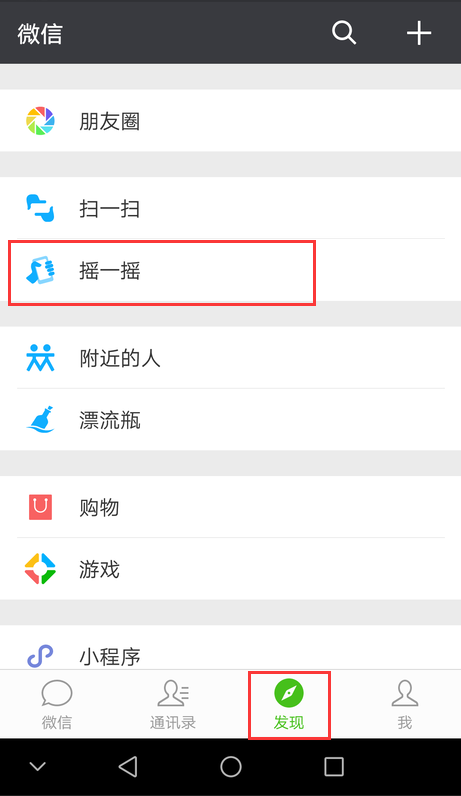 微信
朋友圈
扫一扫
摇一摇
附近的人
漂流瓶
购物
游戏
小程序
微信
通讯录
发现
我